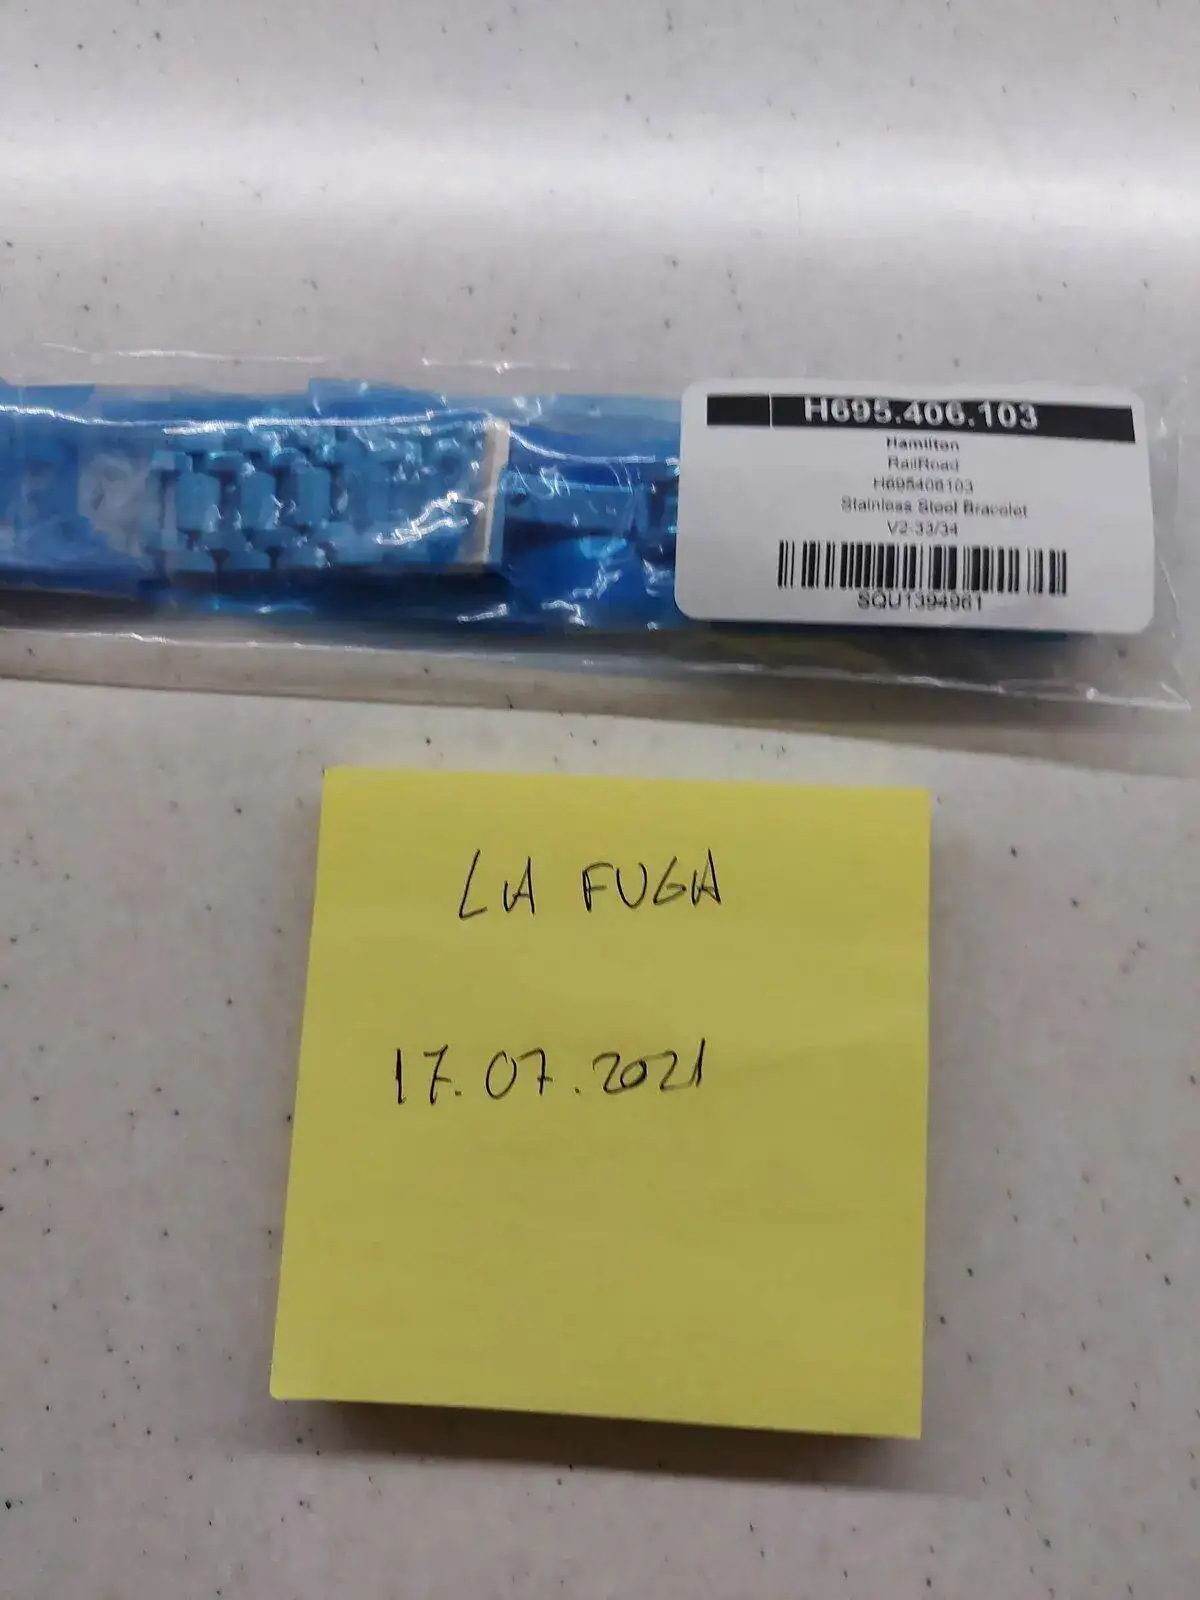 H695.406.103
Hamilton
RailRoad
H695406103
Stainless Steel Bracelet
V2-33/34
SQU1394961
LA FUGA
17.07.2021